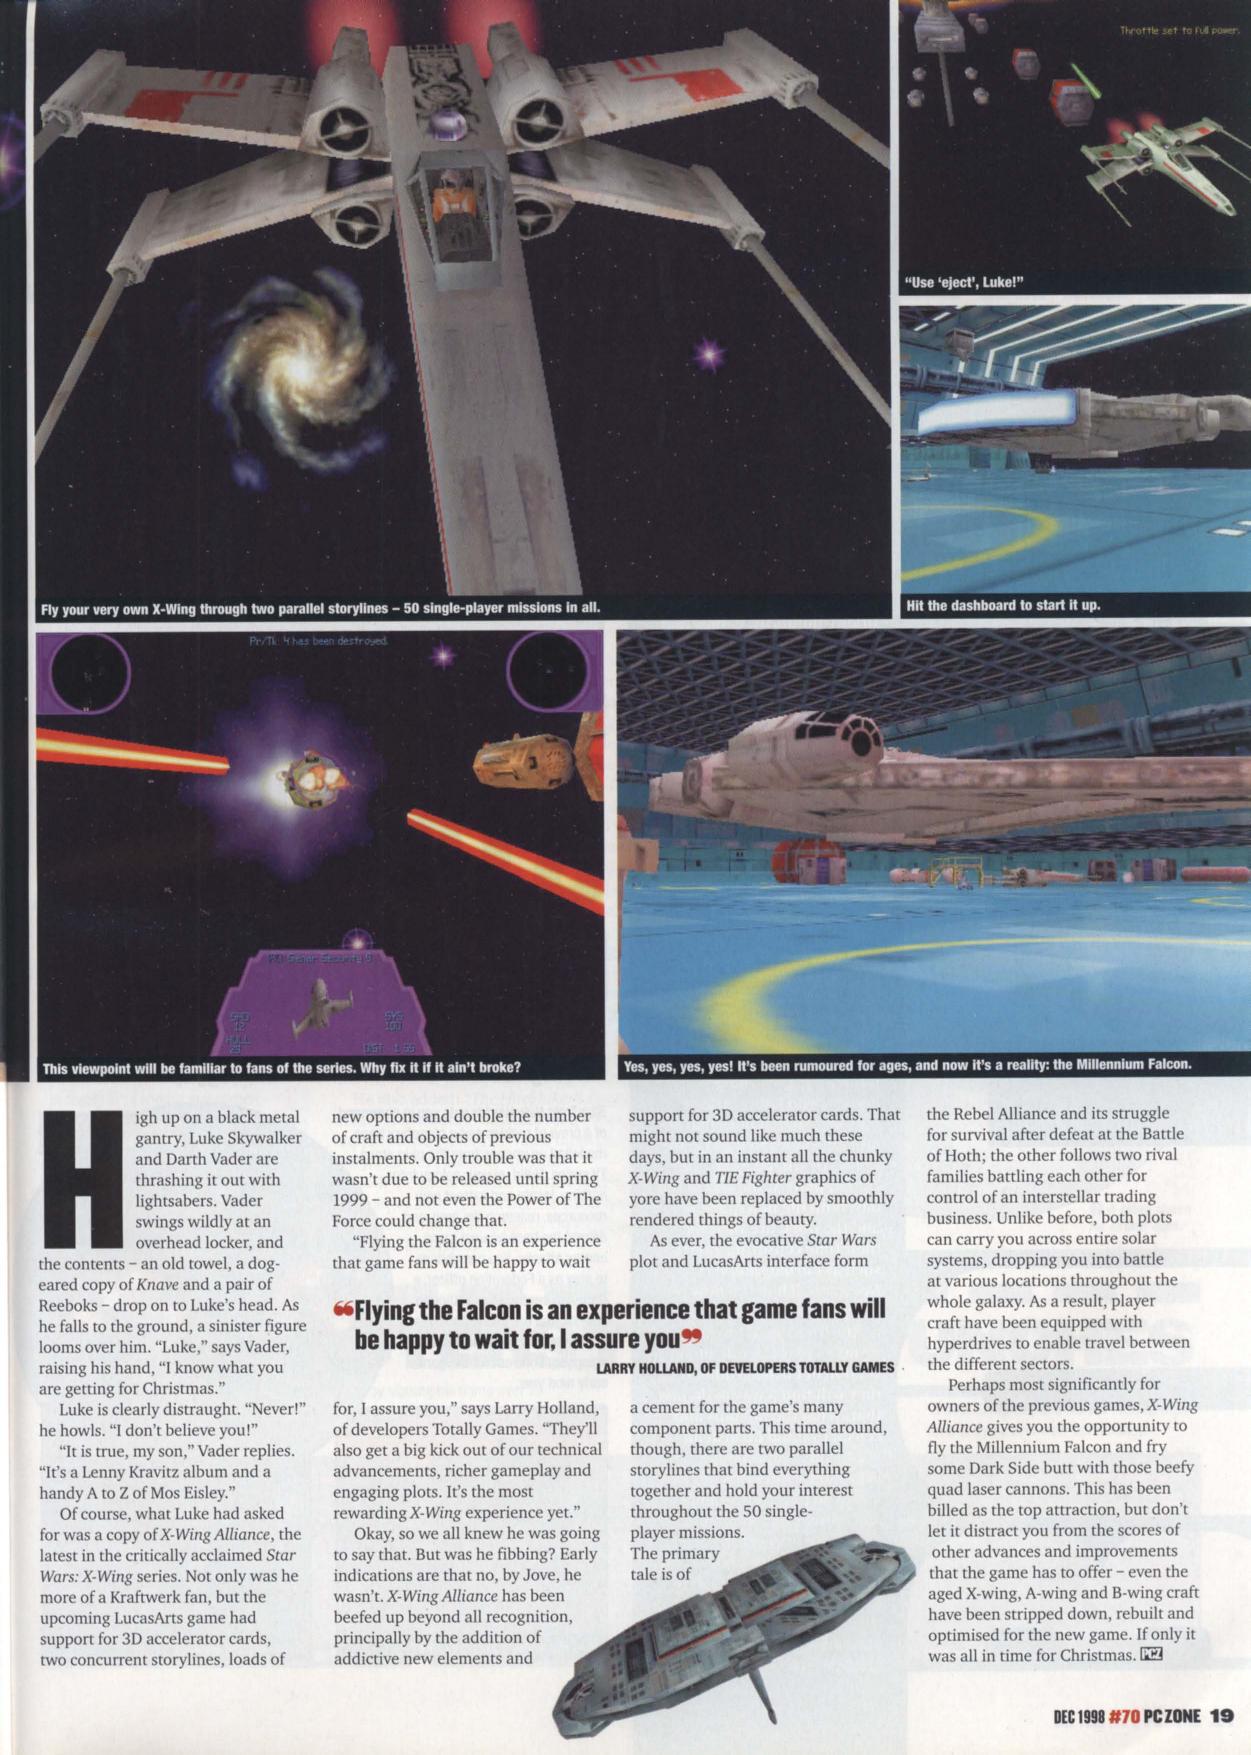 Throttle set to full power.
"Use 'eject', Luke!"
Fly your very own X-Wing through two parallel storylines – 50 single-player missions in all.
Hit the dashboard to start it up.
Pr/Tk 4 has been destroyed.
SYS
100
This viewpoint will be familiar to fans of the series. Why fix it if it ain't broke?
Yes, yes, yes, yes! It's been rumoured for ages, and now it's a reality: the Millennium Falcon.
High up on a black metal
gantry, Luke Skywalker
and Darth Vader are
thrashing it out with
lightsabers. Vader
swings wildly at an
overhead locker, and
the contents – an old towel, a dog-
eared copy of Knave and a pair of
Reeboks – drop on to Luke's head. As
he falls to the ground, a sinister figure
looms over him. "Luke," says Vader,
raising his hand, "I know what you
are getting for Christmas."
Luke is clearly distraught. "Never!"
he howls. "I don't believe you!"
"It is true, my son," Vader replies.
"It's a Lenny Kravitz album and a
handy A to Z of Mos Eisley."
Of course, what Luke had asked
for was a copy of X-Wing Alliance, the
latest in the critically acclaimed Star
Wars: X-Wing series. Not only was he
more of a Kraftwerk fan, but the
upcoming LucasArts game had
support for 3D accelerator cards,
two concurrent storylines, loads of
new options and double the number
of craft and objects of previous
instalments. Only trouble was that it
wasn't due to be released until spring
1999 – and not even the Power of The
Force could change that.
"Flying the Falcon is an experience
that game fans will be happy to wait
for, I assure you," says Larry Holland,
of developers Totally Games. "They'll
also get a big kick out of our technical
advancements, richer gameplay and
engaging plots. It's the most
rewarding X-Wing experience yet."
Okay, so we all knew he was going
to say that. But was he fibbing? Early
indications are that no, by Jove, he
wasn't. X-Wing Alliance has been
beefed up beyond all recognition,
principally by the addition of
addictive new elements and
support for 3D accelerator cards. That
might not sound like much these
days, but in an instant all the chunky
X-Wing and TIE Fighter graphics of
yore have been replaced by smoothly
rendered things of beauty.
As ever, the evocative Star Wars
plot and LucasArts interface form
"Flying the Falcon is an experience that game fans will
be happy to wait for, I assure you"
LARRY HOLLAND, OF DEVELOPERS TOTALLY GAMES
a cement for the game's many
component parts. This time around,
though, there are two parallel
storylines that bind everything
together and hold your interest
throughout the 50 single-
player missions.
The primary
tale is of
the Rebel Alliance and its struggle
for survival after defeat at the Battle
of Hoth; the other follows two rival
families battling each other for
control of an interstellar trading
business. Unlike before, both plots
can carry you across entire solar
systems, dropping you into battle
at various locations throughout the
whole galaxy. As a result, player
craft have been equipped with
hyperdrives to enable travel between
the different sectors.
Perhaps most significantly for
owners of the previous games, X-Wing
Alliance gives you the opportunity to
fly the Millennium Falcon and fry
some Dark Side butt with those beefy
quad laser cannons. This has been
billed as the top attraction, but don't
let it distract you from the scores of
other advances and improvements
that the game has to offer – even the
aged X-wing, A-wing and B-wing craft
have been stripped down, rebuilt and
optimised for the new game. If only it
was all in time for Christmas. PCZ
DEC 1998 #70 PC ZONE 19